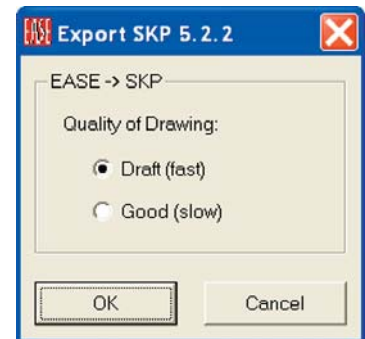 EASE Export SKP 5.2.2
EASE -> SKP
Quality of Drawing:
Draft (fast)
Good (slow)
OK Cancel